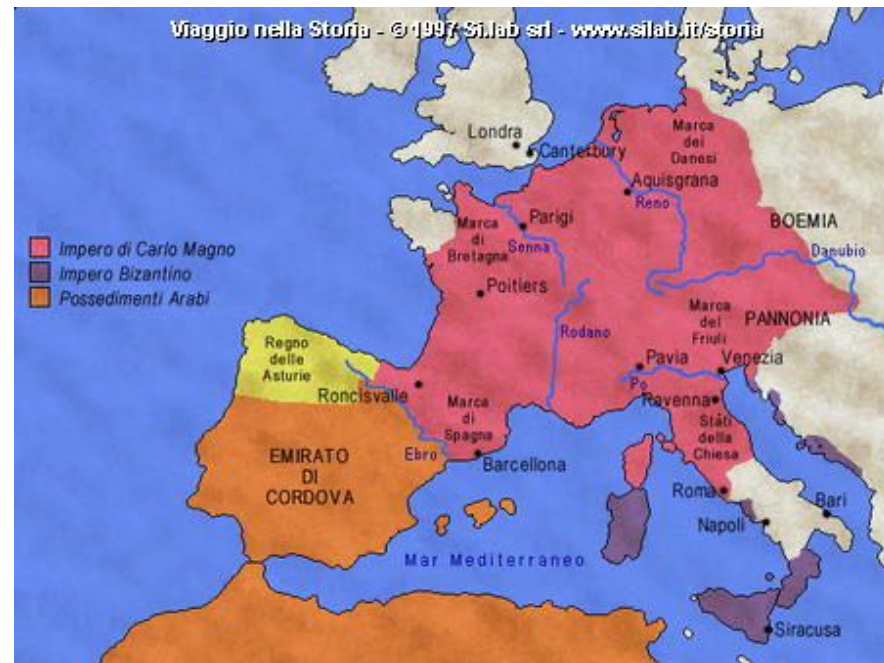 Viaggio nella Storia - © 1997 Si.lab srl - www.silab.it/storia
Londra
Canterbury
Marca
dei
Danesi
Aquisgrana
Reno
Parigi
Senna
Marca
di
Bretagna
BOEMIA
Danubio
Impero di Carlo Magno
Impero Bizantino
Possedimenti Arabi
Poitiers
Marca
del
Friuli
PANNONIA
Rodano
Regno
delle
Asturie
Pavia
Venezia
Po
Roncisvalle
Ravenna
Marca
di
Spagna
Stati
della
Chiesa
Ebro
Barcellona
EMIRATO
DI
CORDOVA
Roma
Bari
Napoli
Mar Mediterraneo
Siracusa